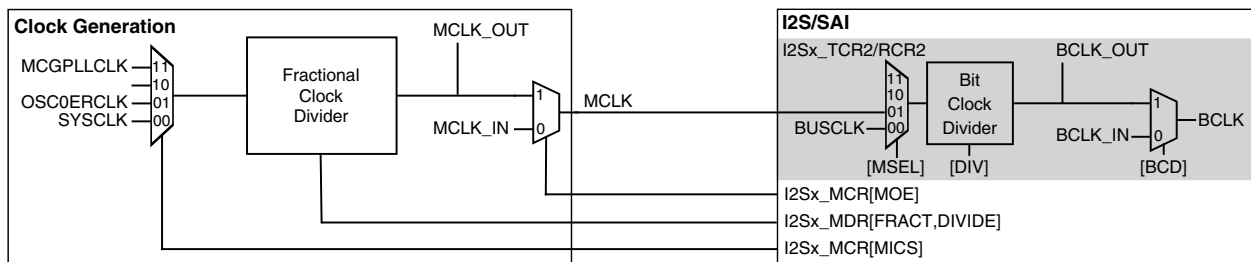 Clock Generation
MCGPLLCLK
11
10
OSC0ERCLK
01
SYSCLK
00
Fractional
Clock
Divider
MCLK_OUT
1
MCLK_IN
0
MCLK
I2S/SAI
I2Sx_TCR2/RCR2
11
10
01
BUSCLK
00
[MSEL]
Bit
Clock
Divider
[DIV]
BCLK_OUT
1
BCLK_IN
0
[BCD]
BCLK
I2Sx_MCR[MOE]
I2Sx_MDR[FRACT,DIVIDE]
I2Sx_MCR[MICS]